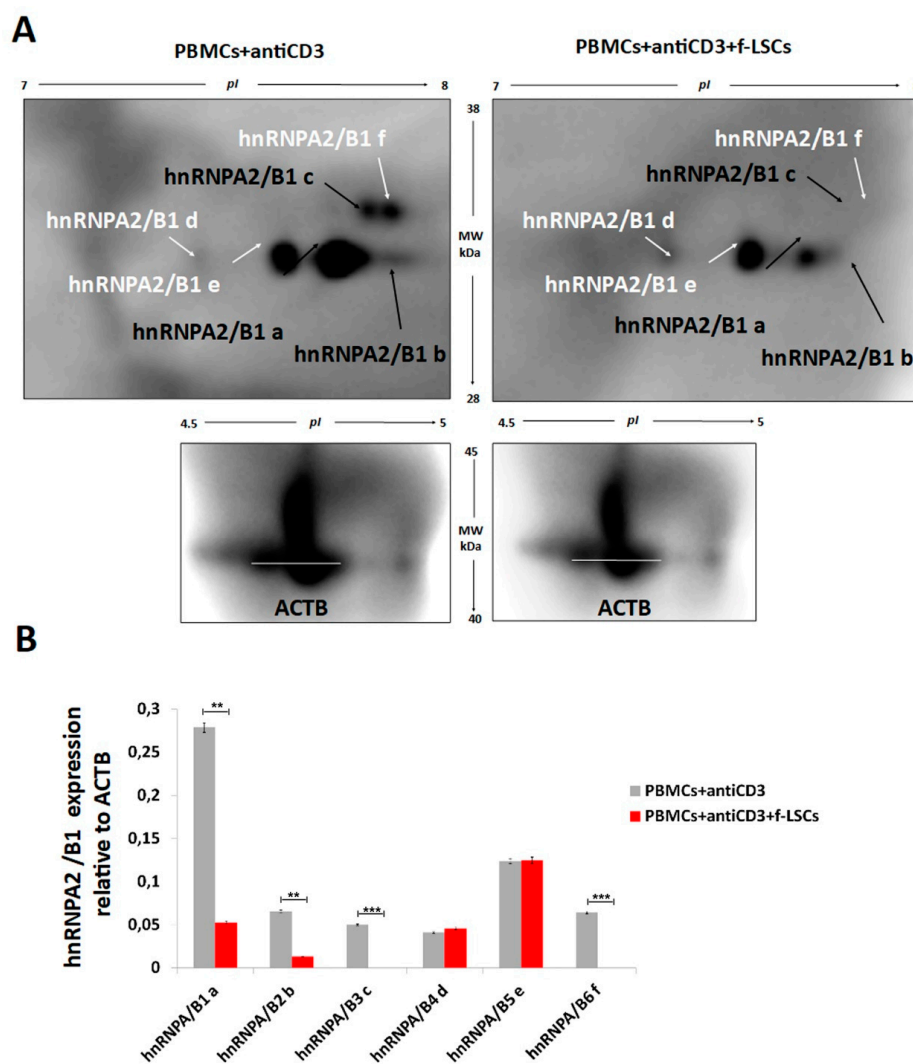 A
PBMCs+antiCD3
PBMCs+antiCD3+f-LSCs
7 pI 8
7 pI
38
MW
kDa
28
hnRNPA2/B1 f
hnRNPA2/B1 c
hnRNPA2/B1 d
hnRNPA2/B1 e
hnRNPA2/B1 a
hnRNPA2/B1 b
hnRNPA2/B1 f
hnRNPA2/B1 c
hnRNPA2/B1 d
hnRNPA2/B1 e
hnRNPA2/B1 a
hnRNPA2/B1 b
4.5 pI 5
4.5 pI 5
45
MW
kDa
40
ACTB
ACTB
B
hnRNPA2 /B1 expression
relative to ACTB
0,3
0,25
0,2
0,15
0,1
0,05
0
**
**
***
***
PBMCs+antiCD3
PBMCs+antiCD3+f-LSCs
hnRNPA/B1 a
hnRNPA/B2 b
hnRNPA/B3 c
hnRNPA/B4 d
hnRNPA/B5 e
hnRNPA/B6 f